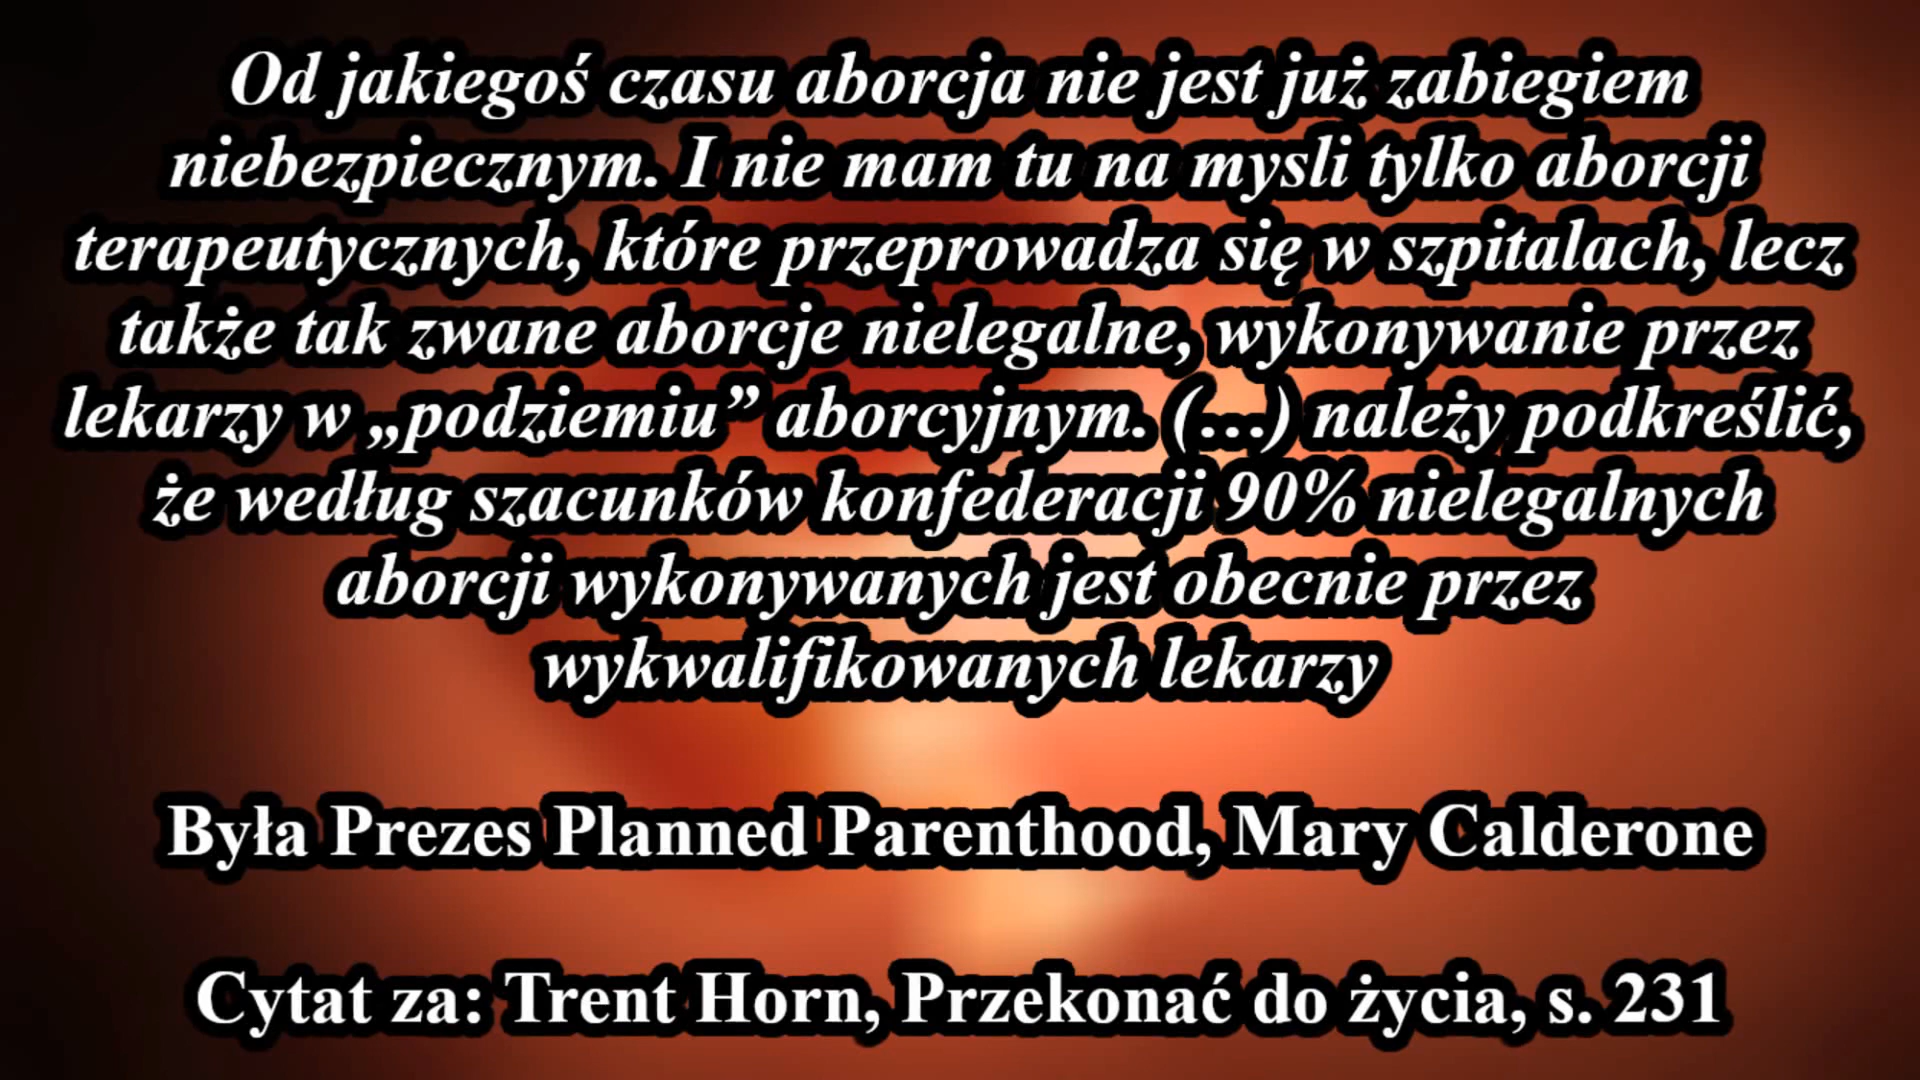 Od jakiegoś czasu aborcja nie jest już zabiegiem
niebezpiecznym. I nie mam tu na mysli tylko aborcji
terapeutycznych, które przeprowadza się w szpitalach, lecz
także tak zwane aborcje nielegalne, wykonywanie przez
lekarzy w „podziemiu” aborcyjnym. (...) należy podkreślić,
że według szacunków konfederacji 90% nielegalnych
aborcji wykonywanych jest obecnie przez
wykwalifikowanych lekarzy
Była Prezes Planned Parenthood, Mary Calderone
Cytat za: Trent Horn, Przekonać do życia, s. 231